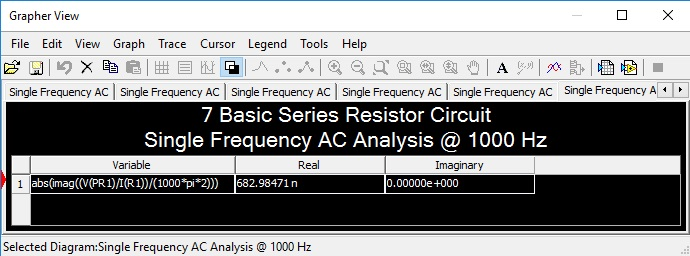 Grapher View
File Edit View Graph Trace Cursor Legend Tools Help
A
Single Frequency AC Single Frequency AC Single Frequency AC Single Frequency AC Single Frequency AC Single Frequency A
7 Basic Series Resistor Circuit
Single Frequency AC Analysis @ 1000 Hz
Variable Real Imaginary
1 abs(imag((V(PR1)/I(R1))/(1000*pi*2))) 682.98471 n 0.00000e+000
Selected Diagram:Single Frequency AC Analysis @ 1000 Hz